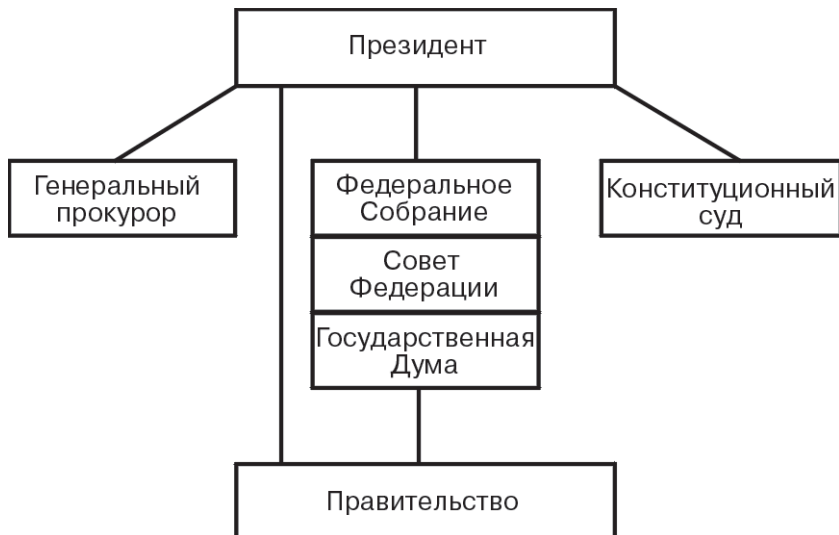 Президент
Генеральный
прокурор
Федеральное
Собрание
Конституционный
суд
Совет
Федерации
Государственная
Дума
Правительство